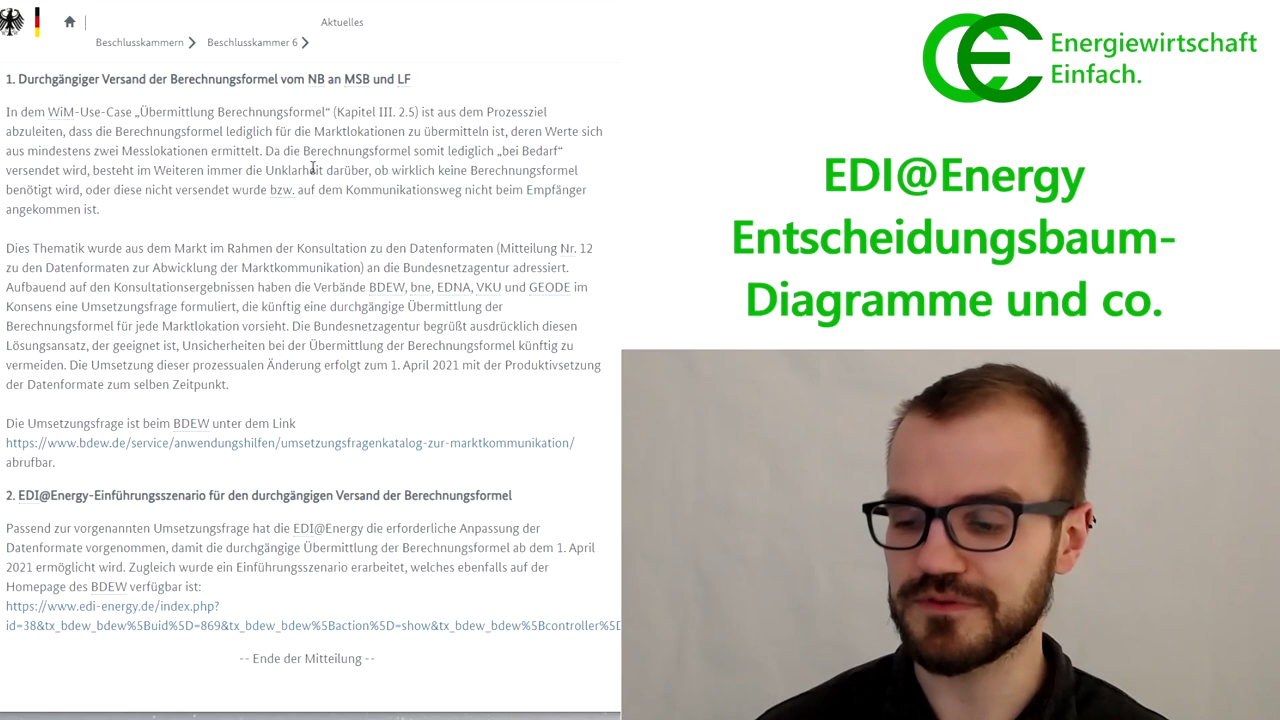 Aktuelles
Beschlusskammern
Beschlusskammer 6
1. Durchgängiger Versand der Berechnungsformel vom NB an MSB und LF
In dem WiM-Use-Case „Übermittlung Berechnungsformel“ (Kapitel III. 2.5) ist aus dem Prozessziel
abzuleiten, dass die Berechnungsformel lediglich für die Marktlokationen zu übermitteln ist, deren Werte sich
aus mindestens zwei Messlokationen ermittelt. Da die Berechnungsformel somit lediglich „bei Bedarf“
versendet wird, besteht im Weiteren immer die Unklarheit darüber, ob wirklich keine Berechnungsformel
benötigt wird, oder diese nicht versendet wurde bzw. auf dem Kommunikationsweg nicht beim Empfänger
angekommen ist.
Dies Thematik wurde aus dem Markt im Rahmen der Konsultation zu den Datenformaten (Mitteilung Nr. 12
zu den Datenformaten zur Abwicklung der Marktkommunikation) an die Bundesnetzagentur adressiert.
Aufbauend auf den Konsultationsergebnissen haben die Verbände BDEW, bne, EDNA, VKU und GEODE im
Konsens eine Umsetzungsfrage formuliert, die künftig eine durchgängige Übermittlung der
Berechnungsformel für jede Marktlokation vorsieht. Die Bundesnetzagentur begrüßt ausdrücklich diesen
Lösungsansatz, der geeignet ist, Unsicherheiten bei der Übermittlung der Berechnungsformel künftig zu
vermeiden. Die Umsetzung dieser prozessualen Änderung erfolgt zum 1. April 2021 mit der Produktivsetzung
der Datenformate zum selben Zeitpunkt.
Die Umsetzungsfrage ist beim BDEW unter dem Link
https://www.bdew.de/service/anwendungshilfen/umsetzungsfragenkatalog-zur-marktkommunikation/
abrufbar.
2. EDI@Energy-Einführungsszenario für den durchgängigen Versand der Berechnungsformel
Passend zur vorgenannten Umsetzungsfrage hat die EDI@Energy die erforderliche Anpassung der
Datenformate vorgenommen, damit die durchgängige Übermittlung der Berechnungsformel ab dem 1. April
2021 ermöglicht wird. Zugleich wurde ein Einführungsszenario erarbeitet, welches ebenfalls auf der
Homepage des BDEW verfügbar ist:
https://www.edi-energy.de/index.php?
id=38&tx_bdew_bdew%5Buid%5D=869&tx_bdew_bdew%5Baction%5D=show&tx_bdew_bdew%5Bcontroller%5D
-- Ende der Mitteilung --
Energiewirtschaft
Einfach.
EDI@Energy
Entscheidungsbaum-
Diagramme und co.